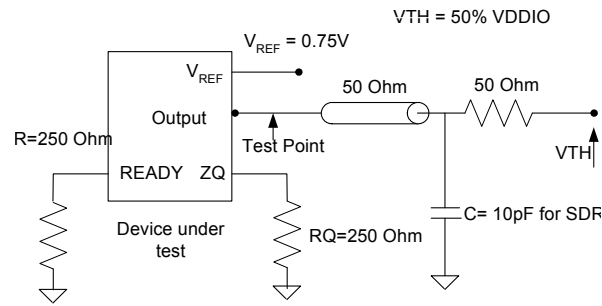 VTH = 50% VDDIO
VREF = 0.75V
VREF
50 Ohm
50 Ohm
Output
R=250 Ohm
Test Point
VTH
READY ZQ
C= 10pF for SDR
Device under
test
RQ=250 Ohm